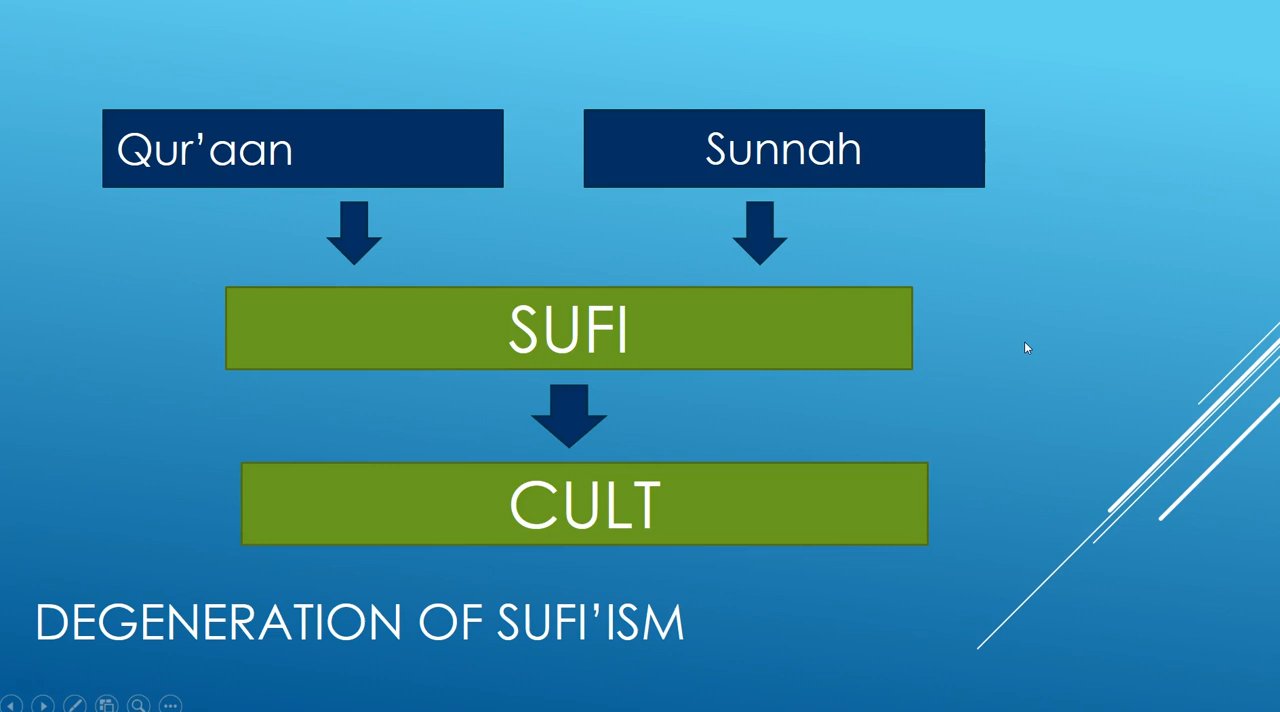 Qur’aan
Sunnah
SUFI
CULT
DEGENERATION OF SUFI’ISM